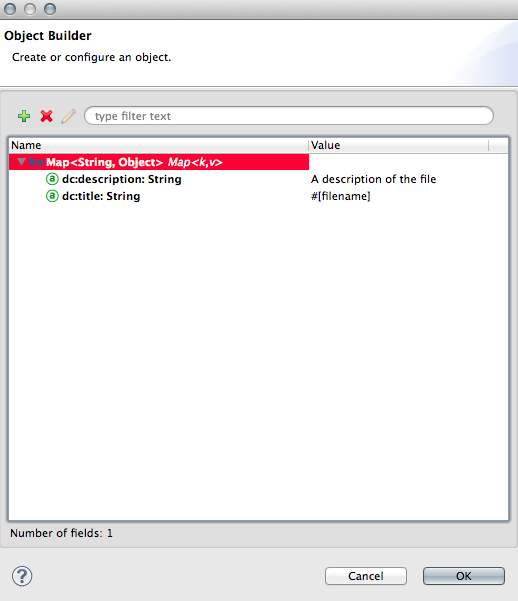 Object Builder
Create or configure an object.
type filter text
Name Value
Map<String, Object> Map<k,v>
a dc:description: String A description of the file
a dc:title: String #[filename]
Number of fields: 1
? Cancel OK